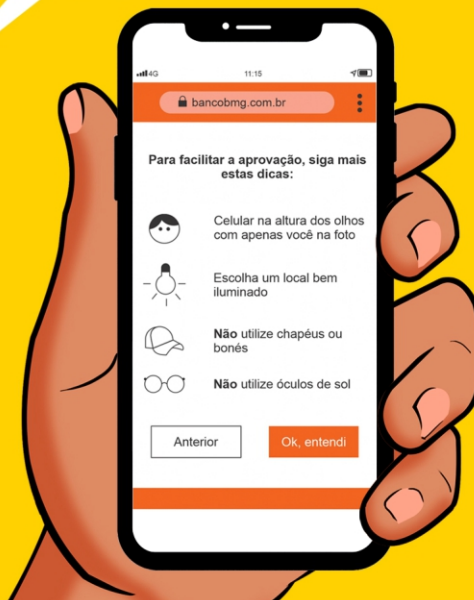 4G
11:15
bancobmg.com.br
Para facilitar a aprovação, siga mais
estas dicas:
Celular na altura dos olhos
com apenas você na foto
Escolha um local bem
iluminado
Não utilize chapéus ou
bonés
Não utilize óculos de sol
Anterior
Ok, entendi